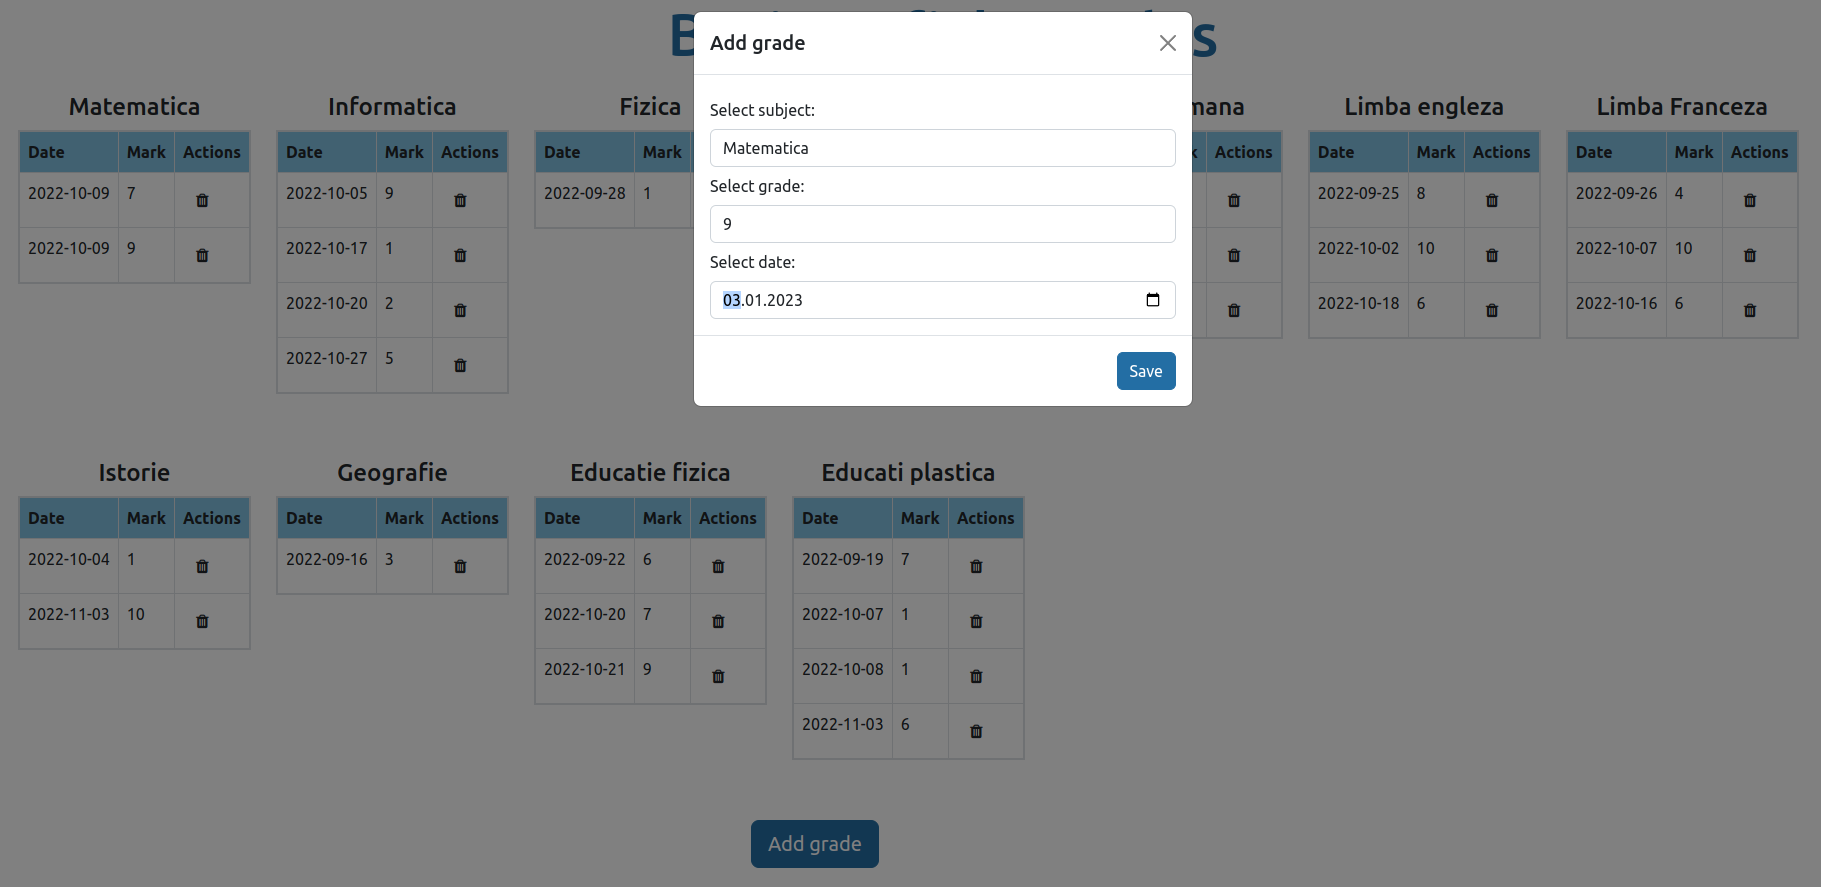 Add grade
Select subject:
Matematica
Select grade:
9
Select date:
03.01.2023
Save
Matematica
Date Mark Actions
2022-10-09 7
2022-10-09 9
Informatica
Date Mark Actions
2022-10-05 9
2022-10-17 1
2022-10-20 2
2022-10-27 5
Fizica
Date Mark
2022-09-28 1
Actions
Limba engleza
Date Mark Actions
2022-09-25 8
2022-10-02 10
2022-10-18 6
Limba Franceza
Date Mark Actions
2022-09-26 4
2022-10-07 10
2022-10-16 6
Istorie
Date Mark Actions
2022-10-04 1
2022-11-03 10
Geografie
Date Mark Actions
2022-09-16 3
Educatie fizica
Date Mark Actions
2022-09-22 6
2022-10-20 7
2022-10-21 9
Educati plastica
Date Mark Actions
2022-09-19 7
2022-10-07 1
2022-10-08 1
2022-11-03 6
Add grade